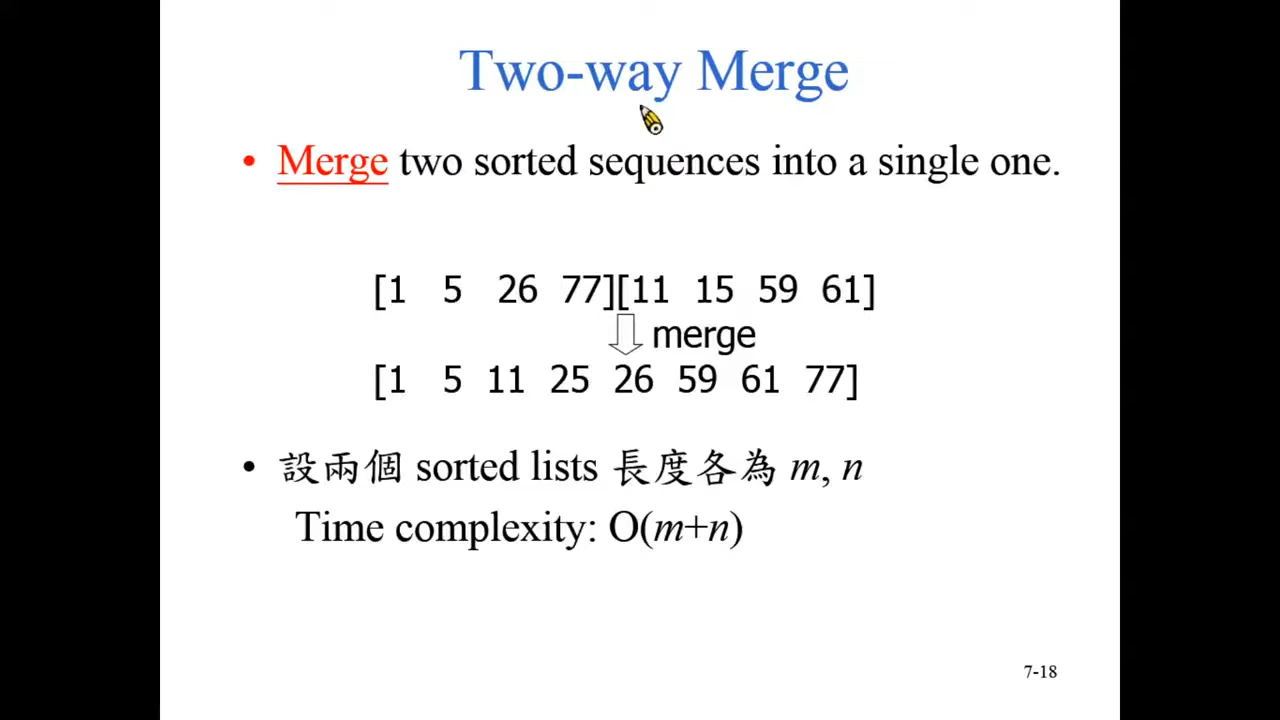 Two-way Merge
• Merge two sorted sequences into a single one.
[1 5 26 77][11 15 59 61]
merge
[1 5 11 25 26 59 61 77]
• 設兩個 sorted lists 長度各為 m, n
Time complexity: O(m+n)
7-18